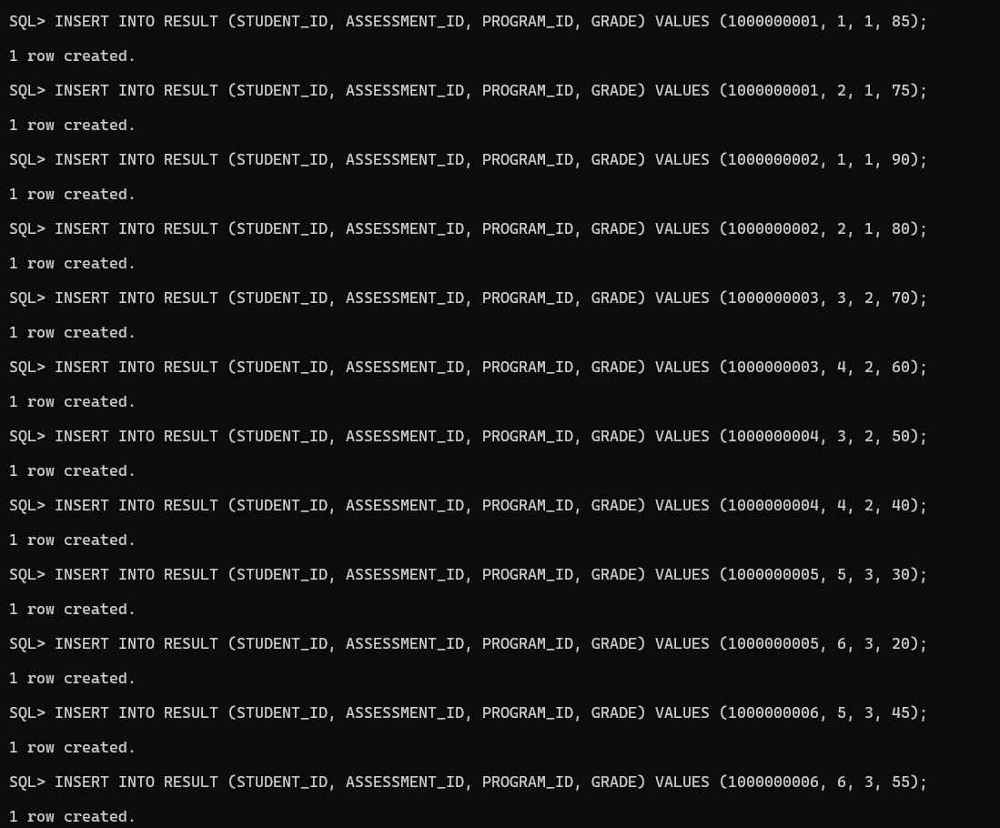 SQL> INSERT INTO RESULT (STUDENT_ID, ASSESSMENT_ID, PROGRAM_ID, GRADE) VALUES (1000000001, 1, 1, 85);
1 row created.
SQL> INSERT INTO RESULT (STUDENT_ID, ASSESSMENT_ID, PROGRAM_ID, GRADE) VALUES (1000000001, 2, 1, 75);
1 row created.
SQL> INSERT INTO RESULT (STUDENT_ID, ASSESSMENT_ID, PROGRAM_ID, GRADE) VALUES (1000000002, 1, 1, 90);
1 row created.
SQL> INSERT INTO RESULT (STUDENT_ID, ASSESSMENT_ID, PROGRAM_ID, GRADE) VALUES (1000000002, 2, 1, 80);
1 row created.
SQL> INSERT INTO RESULT (STUDENT_ID, ASSESSMENT_ID, PROGRAM_ID, GRADE) VALUES (1000000003, 3, 2, 70);
1 row created.
SQL> INSERT INTO RESULT (STUDENT_ID, ASSESSMENT_ID, PROGRAM_ID, GRADE) VALUES (1000000003, 4, 2, 60);
1 row created.
SQL> INSERT INTO RESULT (STUDENT_ID, ASSESSMENT_ID, PROGRAM_ID, GRADE) VALUES (1000000004, 3, 2, 50);
1 row created.
SQL> INSERT INTO RESULT (STUDENT_ID, ASSESSMENT_ID, PROGRAM_ID, GRADE) VALUES (1000000004, 4, 2, 40);
1 row created.
SQL> INSERT INTO RESULT (STUDENT_ID, ASSESSMENT_ID, PROGRAM_ID, GRADE) VALUES (1000000005, 5, 3, 30);
1 row created.
SQL> INSERT INTO RESULT (STUDENT_ID, ASSESSMENT_ID, PROGRAM_ID, GRADE) VALUES (1000000005, 6, 3, 20);
1 row created.
SQL> INSERT INTO RESULT (STUDENT_ID, ASSESSMENT_ID, PROGRAM_ID, GRADE) VALUES (1000000006, 5, 3, 45);
1 row created.
SQL> INSERT INTO RESULT (STUDENT_ID, ASSESSMENT_ID, PROGRAM_ID, GRADE) VALUES (1000000006, 6, 3, 55);
1 row created.